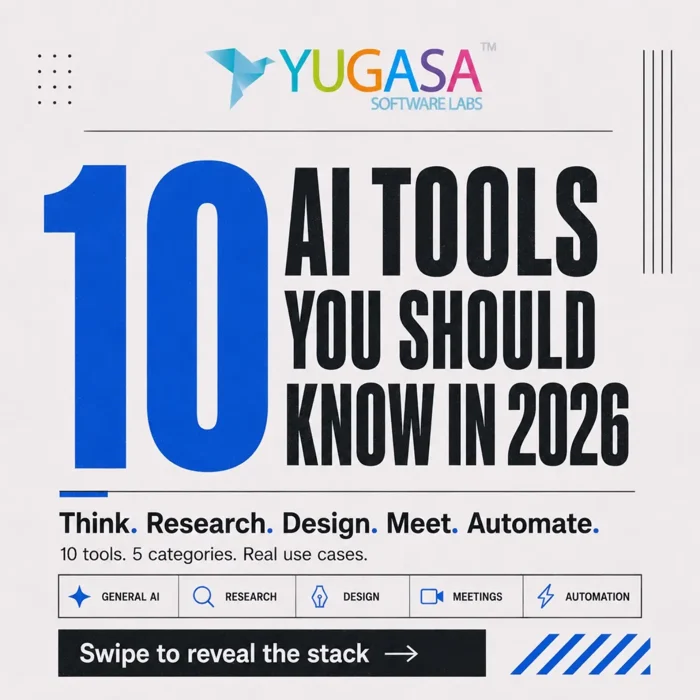 YUGASA™
SOFTWARE LABS
10
AI TOOLS
YOU SHOULD
KNOW IN 2026
Think. Research. Design. Meet. Automate.
10 tools. 5 categories. Real use cases.
GENERAL AI
RESEARCH
DESIGN
MEETINGS
AUTOMATION
Swipe to reveal the stack →